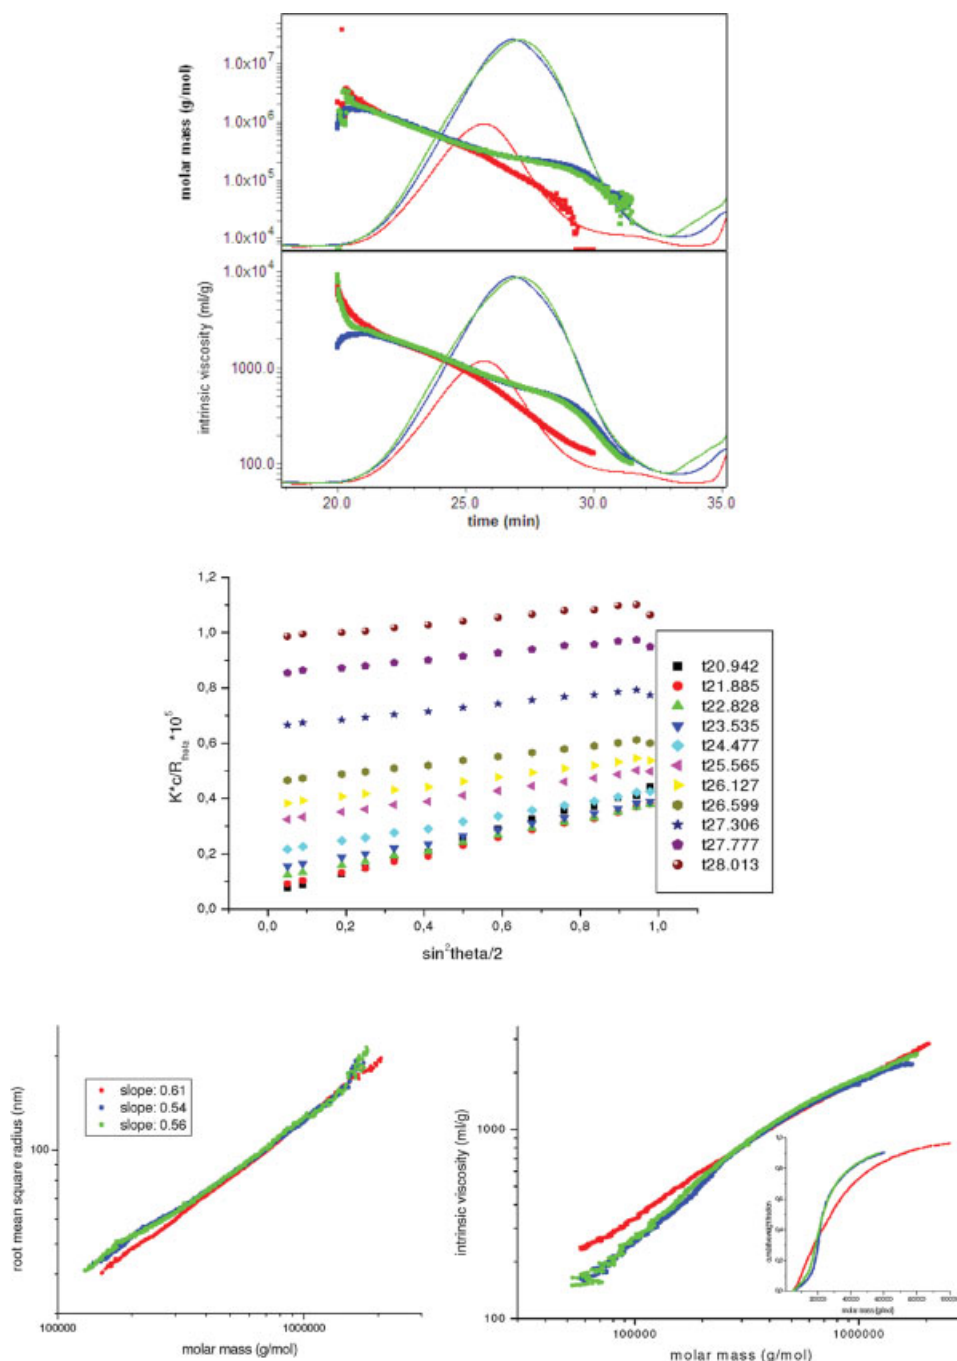 molar mass (g/mol)
1.0x10^7
1.0x10^6
1.0x10^5
1.0x10^4
intrinsic viscosity (ml/g)
1.0x10^4
1000.0
100.0
20.0 25.0 30.0 35.0
time (min)
K*c/R_theta *10^5
1,2
1,0
0,8
0,6
0,4
0,2
0,0
0,0 0,2 0,4 0,6 0,8 1,0
sin^2theta/2
t20.942
t21.885
t22.828
t23.535
t24.477
t25.565
t26.127
t26.599
t27.306
t27.777
t28.013
root mean square radius (nm)
100
slope: 0.61
slope: 0.54
slope: 0.56
100000 1000000
molar mass (g/mol)
intrinsic viscosity (ml/g)
1000
100
100000 1000000
molar mass (g/mol)
molar mass (g/mol)